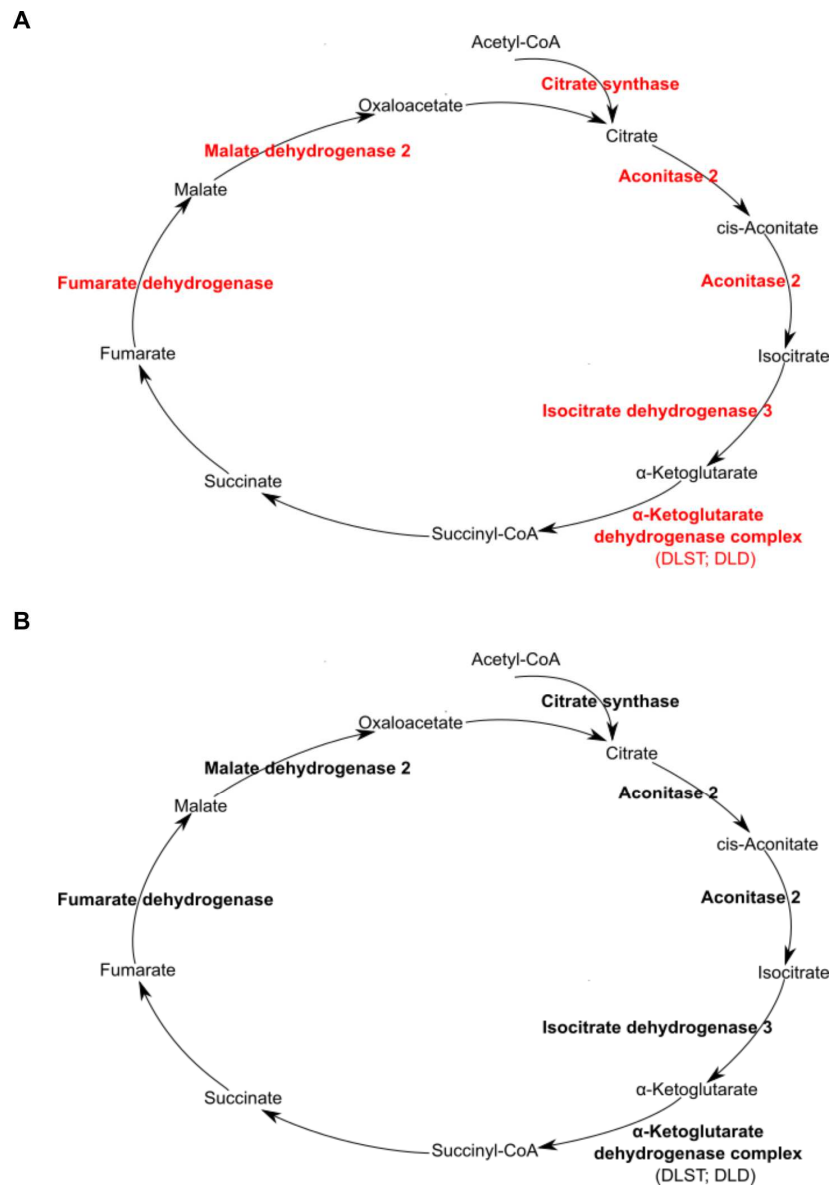 A
Acetyl-CoA
Citrate synthase
Oxaloacetate
Citrate
Malate dehydrogenase 2
Aconitase 2
Malate
cis-Aconitate
Fumarate dehydrogenase
Aconitase 2
Fumarate
Isocitrate
Isocitrate dehydrogenase 3
α-Ketoglutarate
Succinate
α-Ketoglutarate
dehydrogenase complex
(DLST; DLD)
Succinyl-CoA
B
Acetyl-CoA
Citrate synthase
Oxaloacetate
Citrate
Malate dehydrogenase 2
Aconitase 2
Malate
cis-Aconitate
Fumarate dehydrogenase
Aconitase 2
Fumarate
Isocitrate
Isocitrate dehydrogenase 3
α-Ketoglutarate
Succinate
α-Ketoglutarate
dehydrogenase complex
(DLST; DLD)
Succinyl-CoA